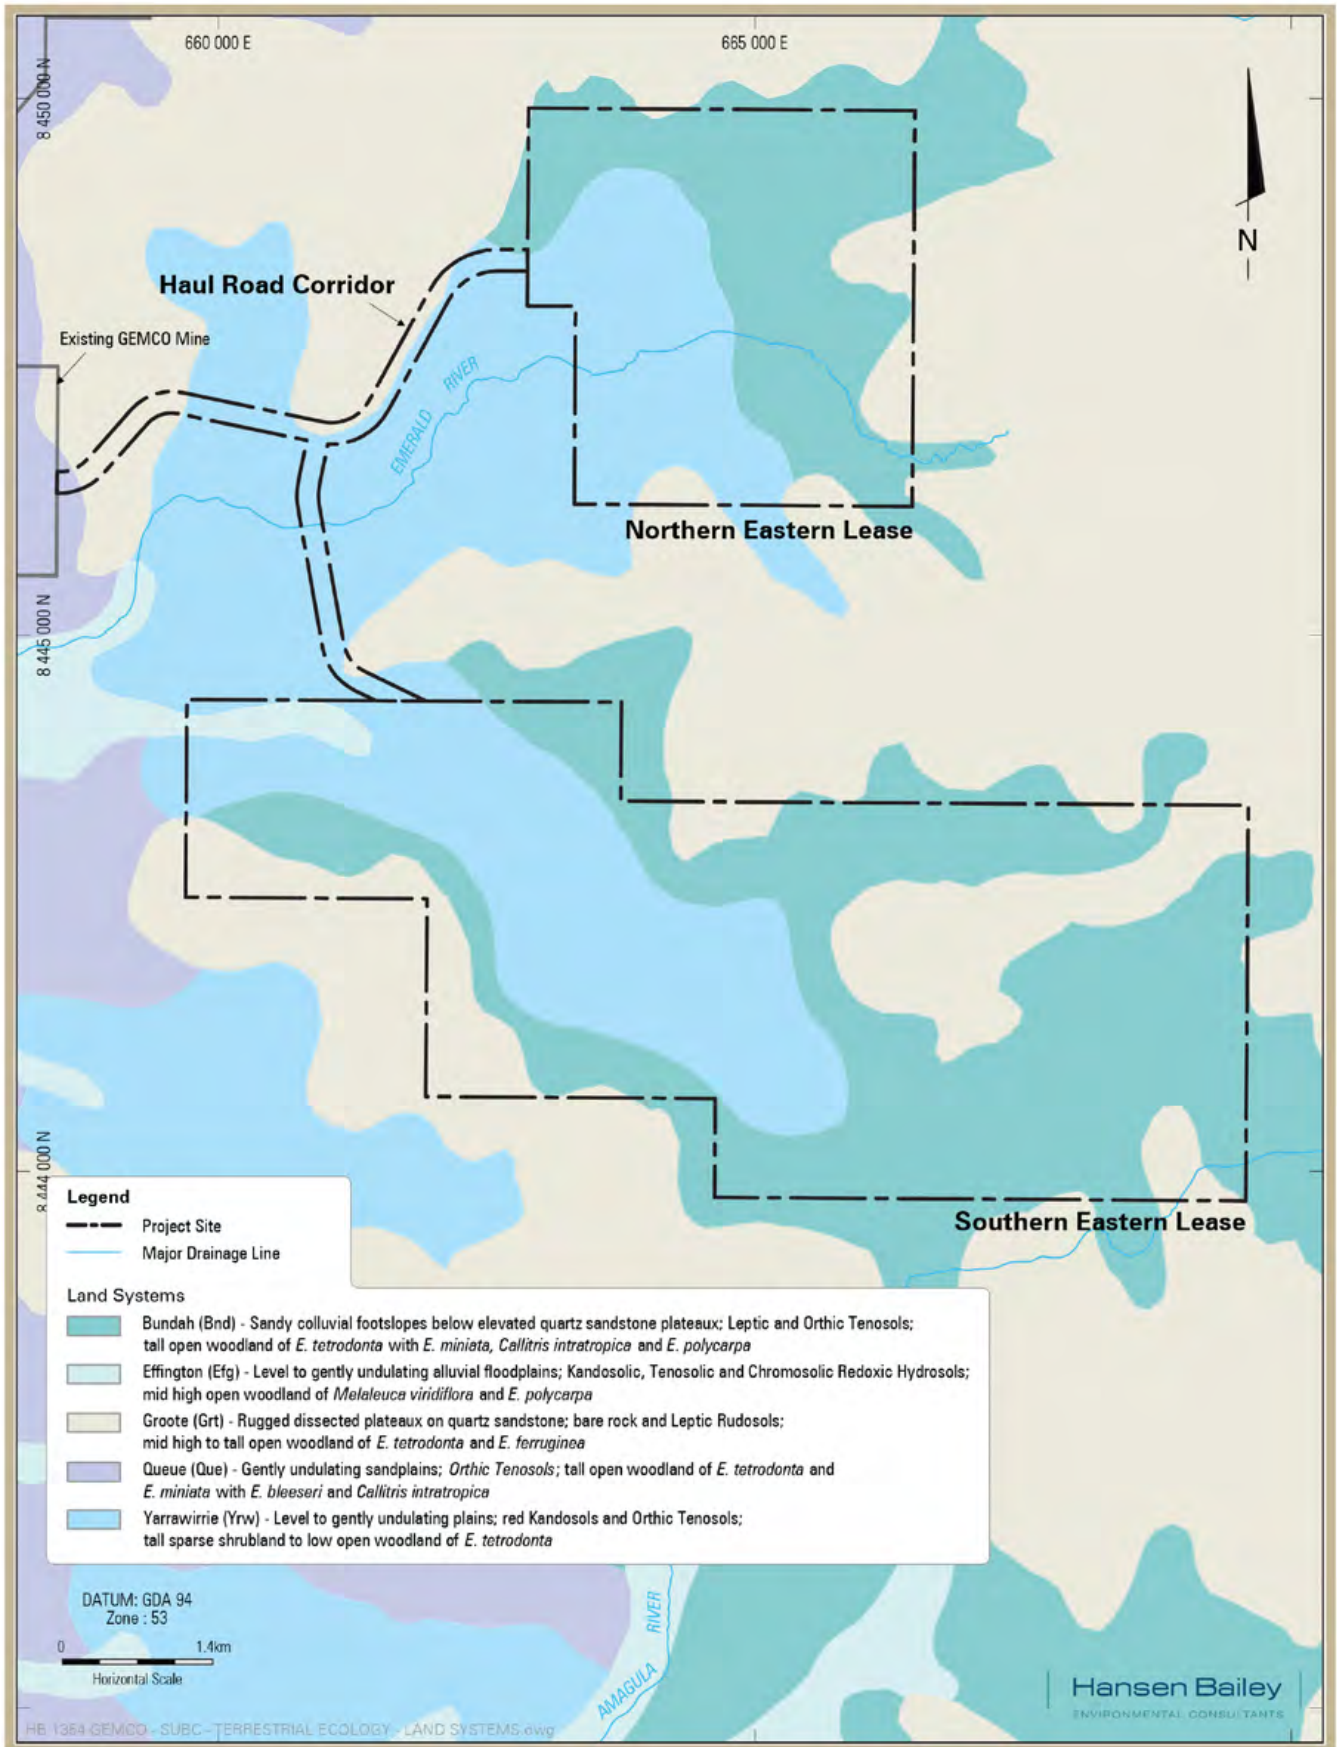 660 000 E
665 000 E
8 450 000 N
N
Haul Road Corridor
Existing GEMCO Mine
EMERALD RIVER
Northern Eastern Lease
8 445 000 N
8 444 000 N
Southern Eastern Lease
Legend
Project Site
Major Drainage Line
Land Systems
Bundah (Bnd) - Sandy colluvial footslopes below elevated quartz sandstone plateaux; Leptic and Orthic Tenosols;
tall open woodland of E. tetrodonta with E. miniata, Callitris intratropica and E. polycarpa
Effington (Efg) - Level to gently undulating alluvial floodplains; Kandosolic, Tenosolic and Chromosolic Redoxic Hydrosols;
mid high open woodland of Melaleuca viridiflora and E. polycarpa
Groote (Grt) - Rugged dissected plateaux on quartz sandstone; bare rock and Leptic Rudosols;
mid high to tall open woodland of E. tetrodonta and E. ferruginea
Queue (Que) - Gently undulating sandplains; Orthic Tenosols; tall open woodland of E. tetrodonta and
E. miniata with E. bleeseri and Callitris intratropica
Yarrawirrie (Yrw) - Level to gently undulating plains; red Kandosols and Orthic Tenosols;
tall sparse shrubland to low open woodland of E. tetrodonta
DATUM: GDA 94
Zone : 53
0 1.4km
Horizontal Scale
AMAGULA RIVER
Hansen Bailey
ENVIRONMENTAL CONSULTANTS
HB 1354 GEMCO - SUBC - TERRESTRIAL ECOLOGY - LAND SYSTEMS.dwg